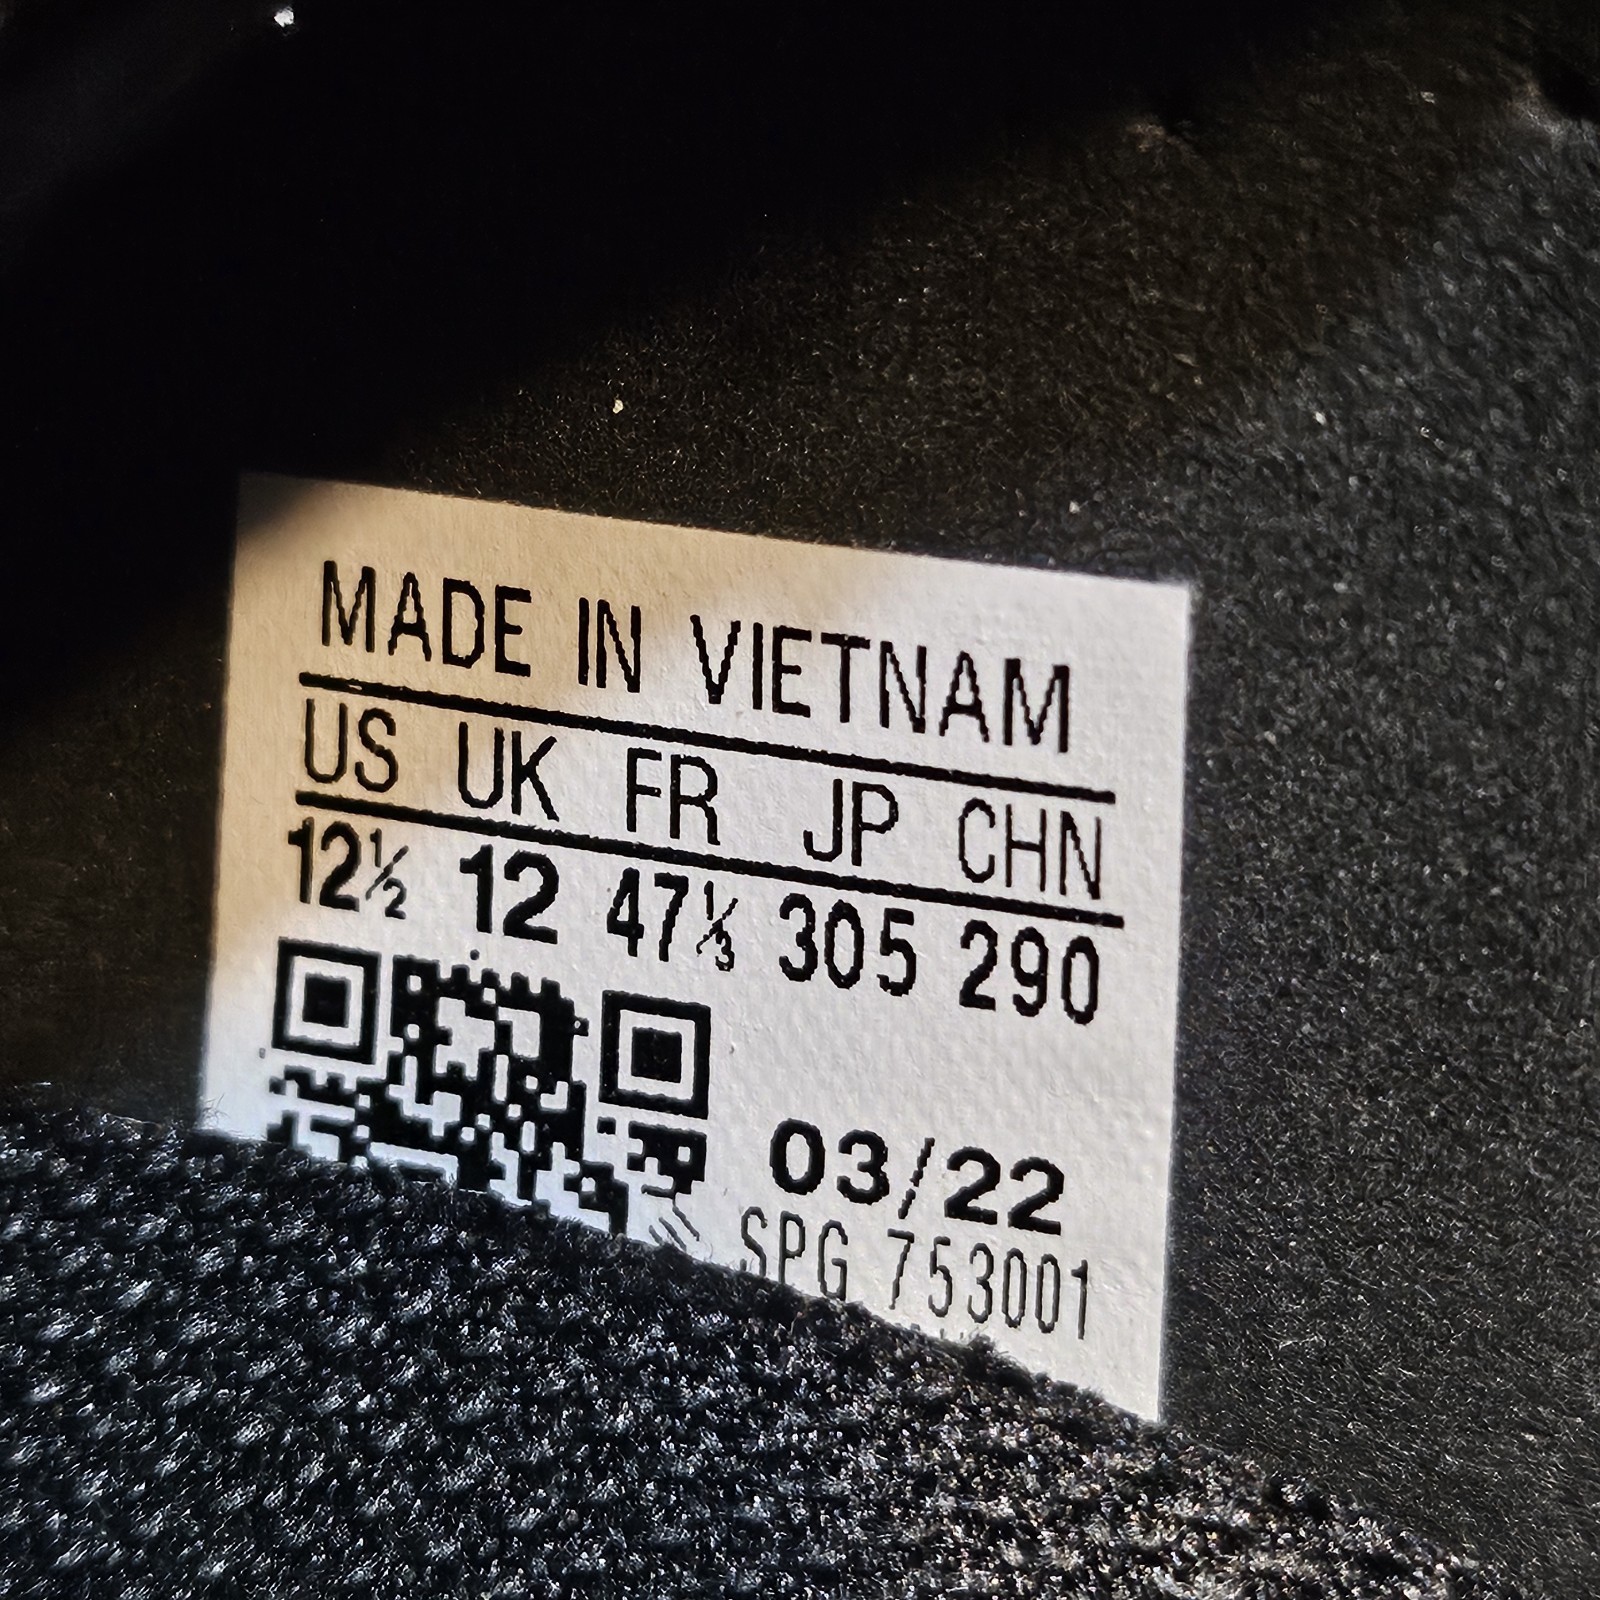 MADE IN VIETNAM
US UK FR JP CHN
12½ 12 47⅓ 305 290
03/22
SPG 753001